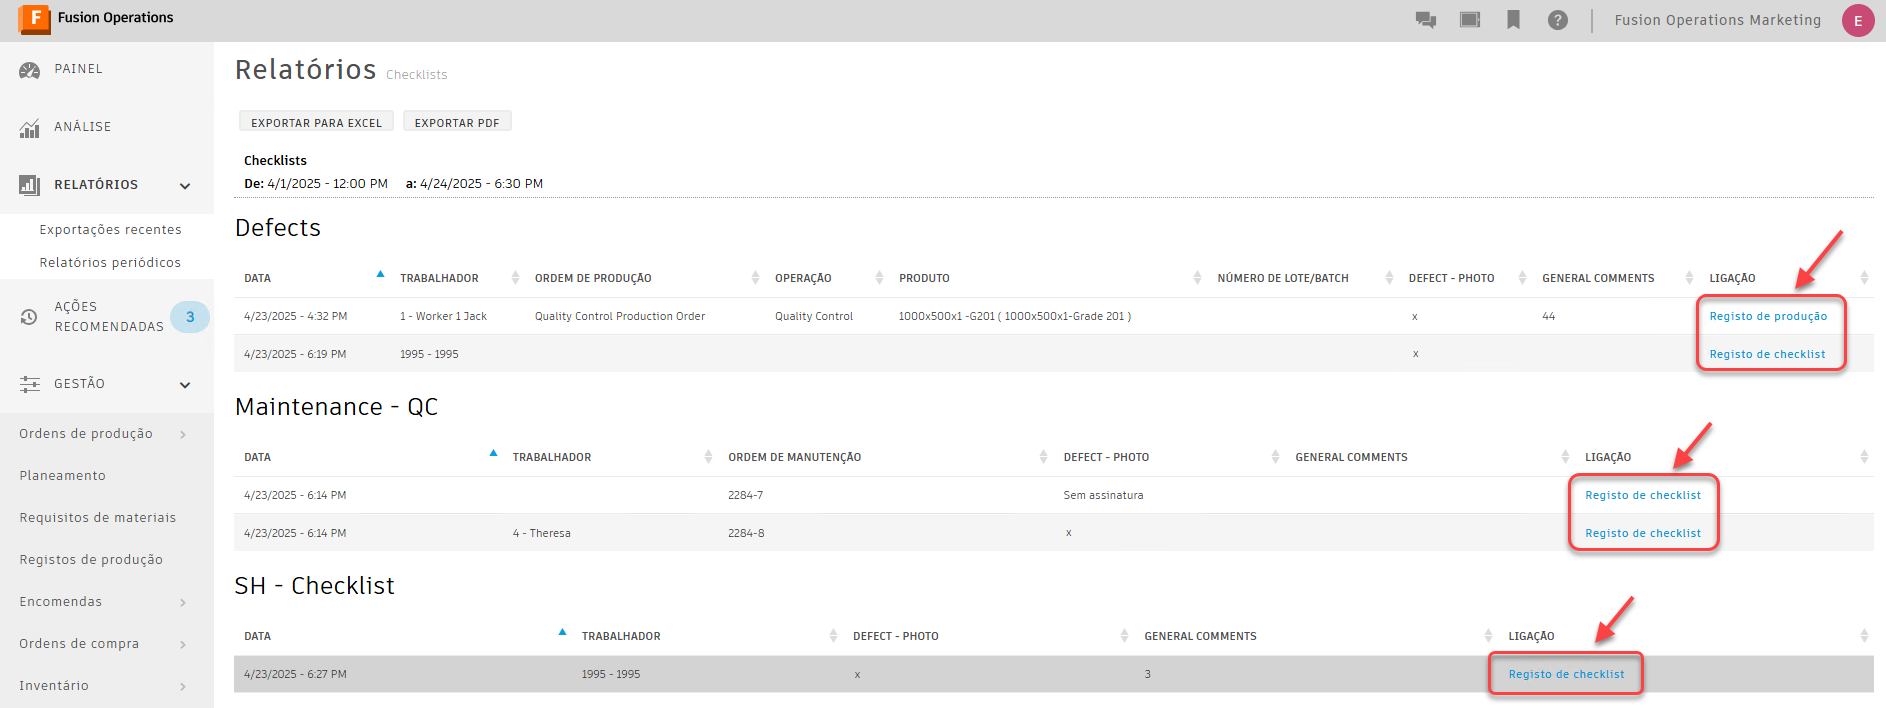 F Fusion Operations
? Fusion Operations Marketing E
PAINEL
ANÁLISE
RELATÓRIOS
Exportações recentes
Relatórios periódicos
AÇÕES RECOMENDADAS 3
GESTÃO
Ordens de produção
Planeamento
Requisitos de materiais
Registos de produção
Encomendas
Ordens de compra
Inventário
Relatórios Checklists
EXPORTAR PARA EXCEL EXPORTAR PDF
Checklists
De: 4/1/2025 - 12:00 PM a: 4/24/2025 - 6:30 PM
Defects
DATA TRABALHADOR ORDEM DE PRODUÇÃO OPERAÇÃO PRODUTO NÚMERO DE LOTE/BATCH DEFECT - PHOTO GENERAL COMMENTS LIGAÇÃO
4/23/2025 - 4:32 PM 1 - Worker 1 Jack Quality Control Production Order Quality Control 1000x500x1 -G201 ( 1000x500x1-Grade 201 ) x 44 Registo de produção
4/23/2025 - 6:19 PM 1995 - 1995 x Registo de checklist
Maintenance - QC
DATA TRABALHADOR ORDEM DE MANUTENÇÃO DEFECT - PHOTO GENERAL COMMENTS LIGAÇÃO
4/23/2025 - 6:14 PM 2284-7 Sem assinatura Registo de checklist
4/23/2025 - 6:14 PM 4 - Theresa 2284-8 x Registo de checklist
SH - Checklist
DATA TRABALHADOR DEFECT - PHOTO GENERAL COMMENTS LIGAÇÃO
4/23/2025 - 6:27 PM 1995 - 1995 x 3 Registo de checklist